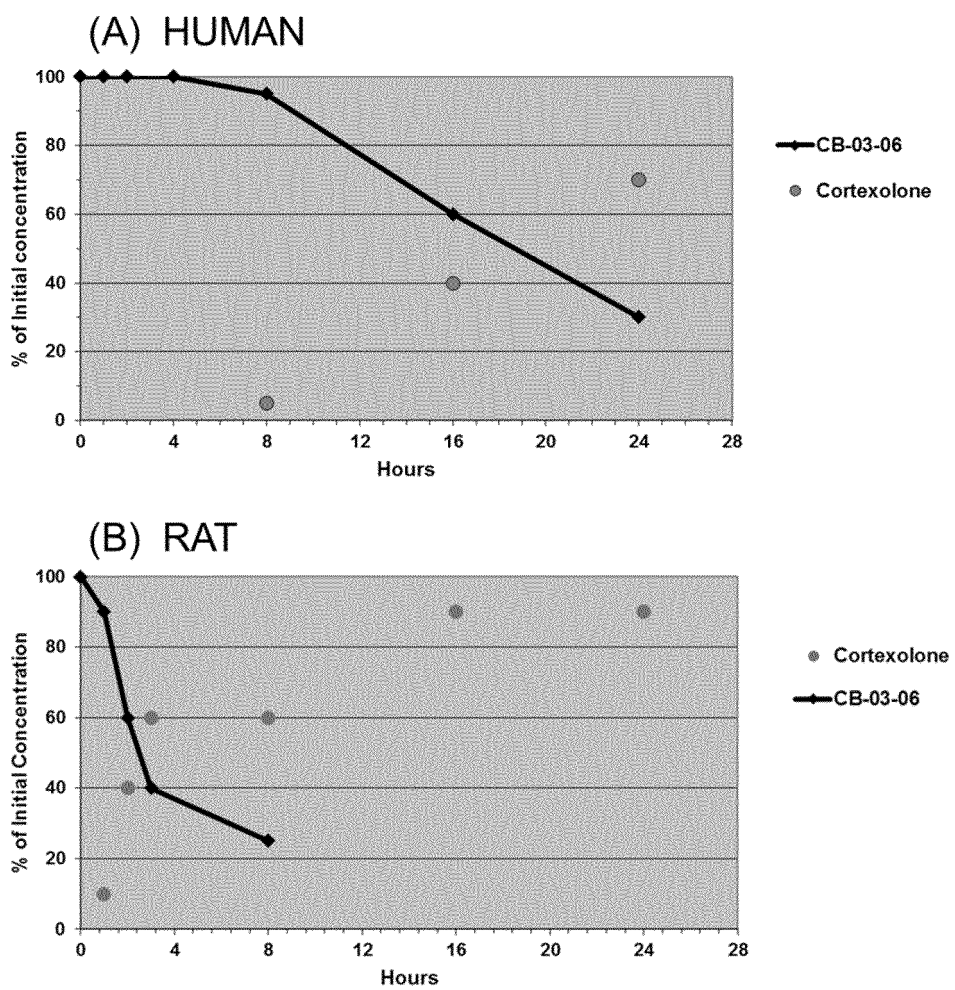 (A) HUMAN
% of Initial concentration
100
80
60
40
20
0
0 4 8 12 16 20 24 28
Hours
CB-03-06
Cortexolone
(B) RAT
% of Initial Concentration
100
80
60
40
20
0
0 4 8 12 16 20 24 28
Hours
Cortexolone
CB-03-06